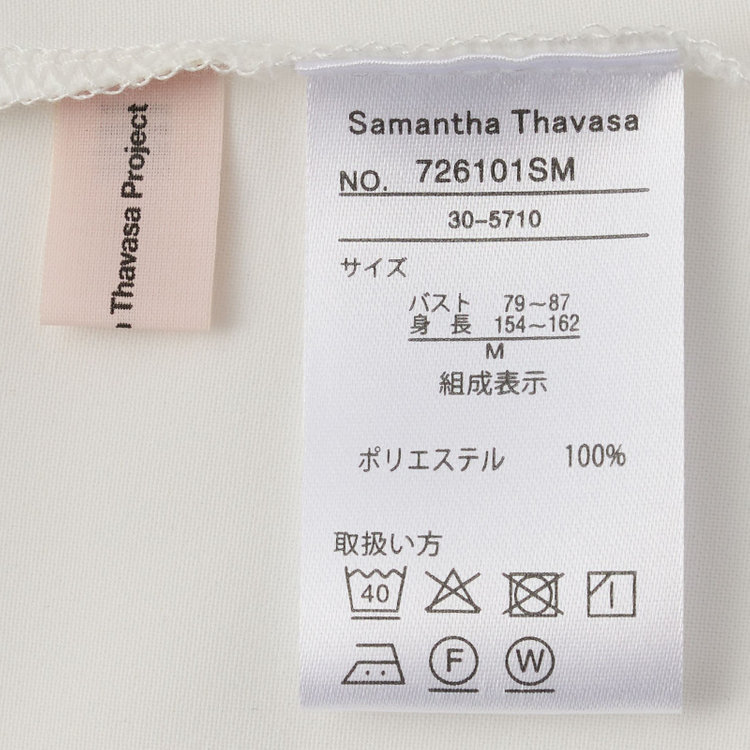 Thavasa Project
Samantha Thavasa
NO. 726101SM
30-5710
サイズ
バスト 79～87
身長 154～162
M
組成表示
ポリエステル 100%
取扱い方
40
F W